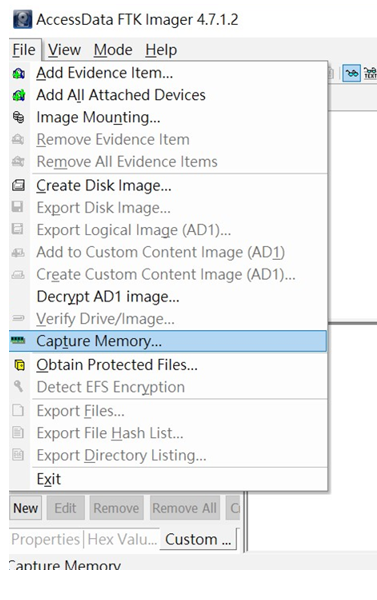 AccessData FTK Imager 4.7.1.2
File View Mode Help
Add Evidence Item...
Add All Attached Devices
Image Mounting...
Remove Evidence Item
Remove All Evidence Items
Create Disk Image...
Export Disk Image...
Export Logical Image (AD1)...
Add to Custom Content Image (AD1)
Create Custom Content Image (AD1)...
Decrypt AD1 image...
Verify Drive/Image...
Capture Memory...
Obtain Protected Files...
Detect EFS Encryption
Export Files...
Export File Hash List...
Export Directory Listing...
Exit
New Edit Remove Remove All
Properties Hex Valu... Custom ...
Capture Memory